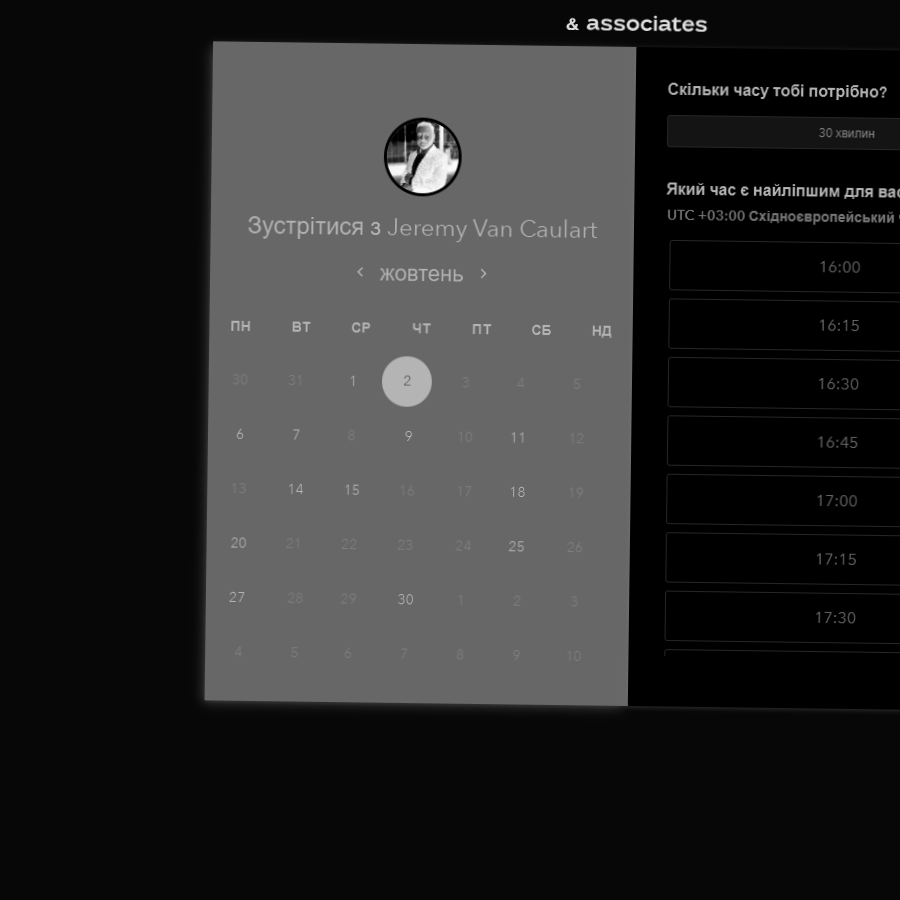 & associates
Зустрітися з Jeremy Van Caulart
жовтень
ПН ВТ СР ЧТ ПТ СБ НД
30 31 1 2 3 4 5
6 7 8 9 10 11 12
13 14 15 16 17 18 19
20 21 22 23 24 25 26
27 28 29 30 1 2 3
4 5 6 7 8 9 10
Скільки часу тобі потрібно?
30 хвилин
Який час є найліпшим для
UTC +03:00 Східноєвропейський
16:00
16:15
16:30
16:45
17:00
17:15
17:30